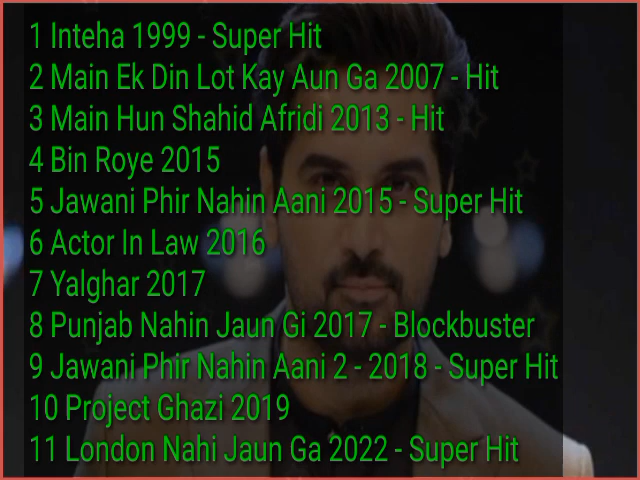 1 Inteha 1999 - Super Hit
2 Main Ek Din Lot Kay Aun Ga 2007 - Hit
3 Main Hun Shahid Afridi 2013 - Hit
4 Bin Roye 2015
5 Jawani Phir Nahin Aani 2015 - Super Hit
6 Actor In Law 2016
7 Yalghar 2017
8 Punjab Nahin Jaun Gi 2017 - Blockbuster
9 Jawani Phir Nahin Aani 2 - 2018 - Super Hit
10 Project Ghazi 2019
11 London Nahi Jaun Ga 2022 - Super Hit